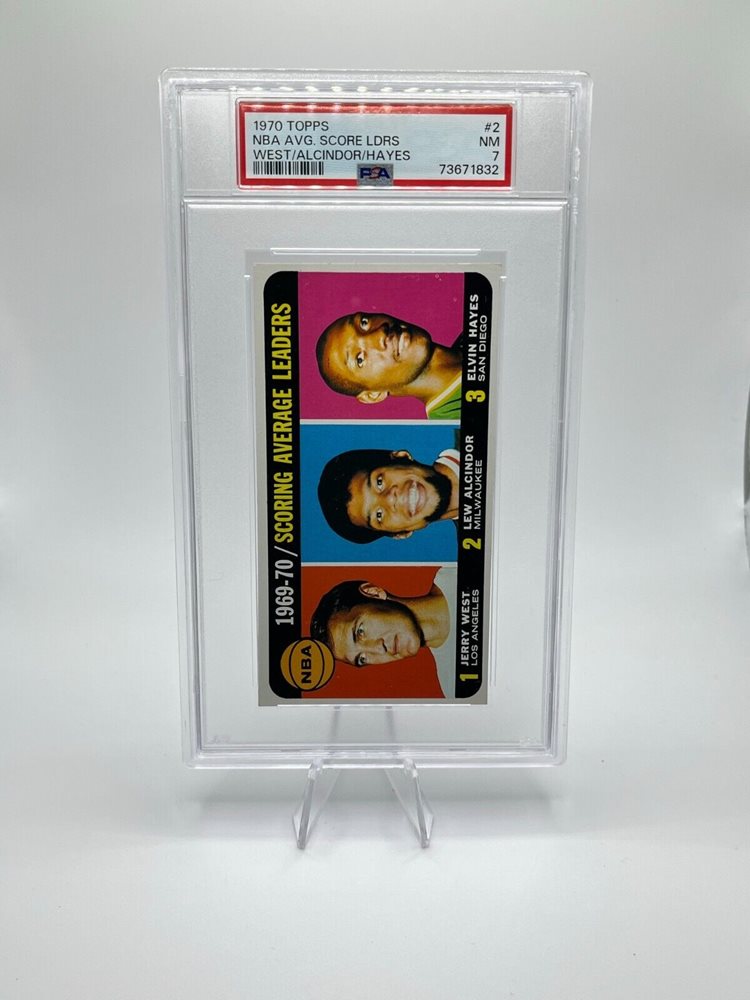 1970 TOPPS #2
NBA AVG. SCORE LDRS NM
WEST/ALCINDOR/HAYES 7
PSA 73671832
1969-70 / SCORING AVERAGE LEADERS
NBA
1 JERRY WEST
LOS ANGELES
2 LEW ALCINDOR
MILWAUKEE
3 ELVIN HAYES
SAN DIEGO